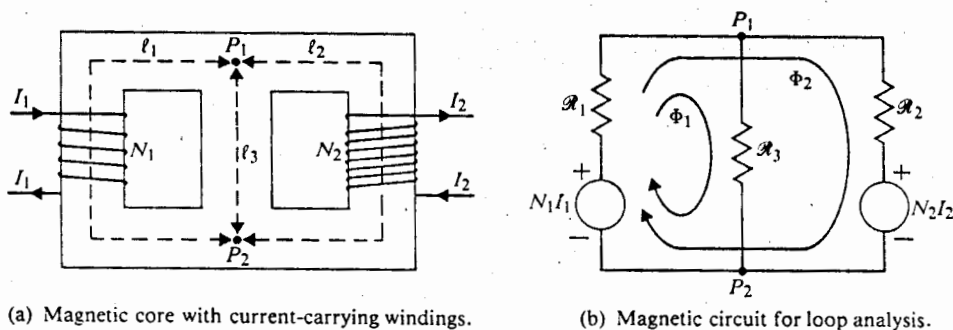 ℓ₁ P₁ ℓ₂
I₁ I₂
N₁ ℓ₃ N₂
I₁ I₂
P₂
(a) Magnetic core with current-carrying windings.
P₁
Φ₂
ℛ₁ Φ₁ ℛ₃ ℛ₂
+ +
N₁I₁ N₂I₂
− −
P₂
(b) Magnetic circuit for loop analysis.